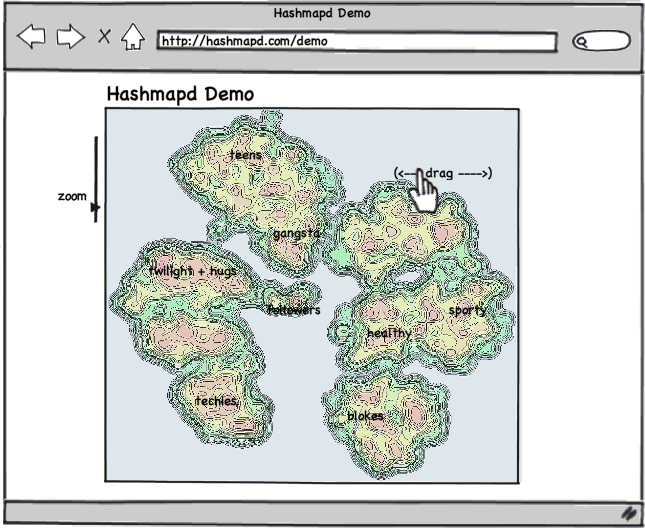 Hashmapd Demo
http://hashmapd.com/demo
Hashmapd Demo
teens
(<-- drag ---->)
zoom
gangsta
twilight + hugs
followers
sporty
healthy
techies
blokes